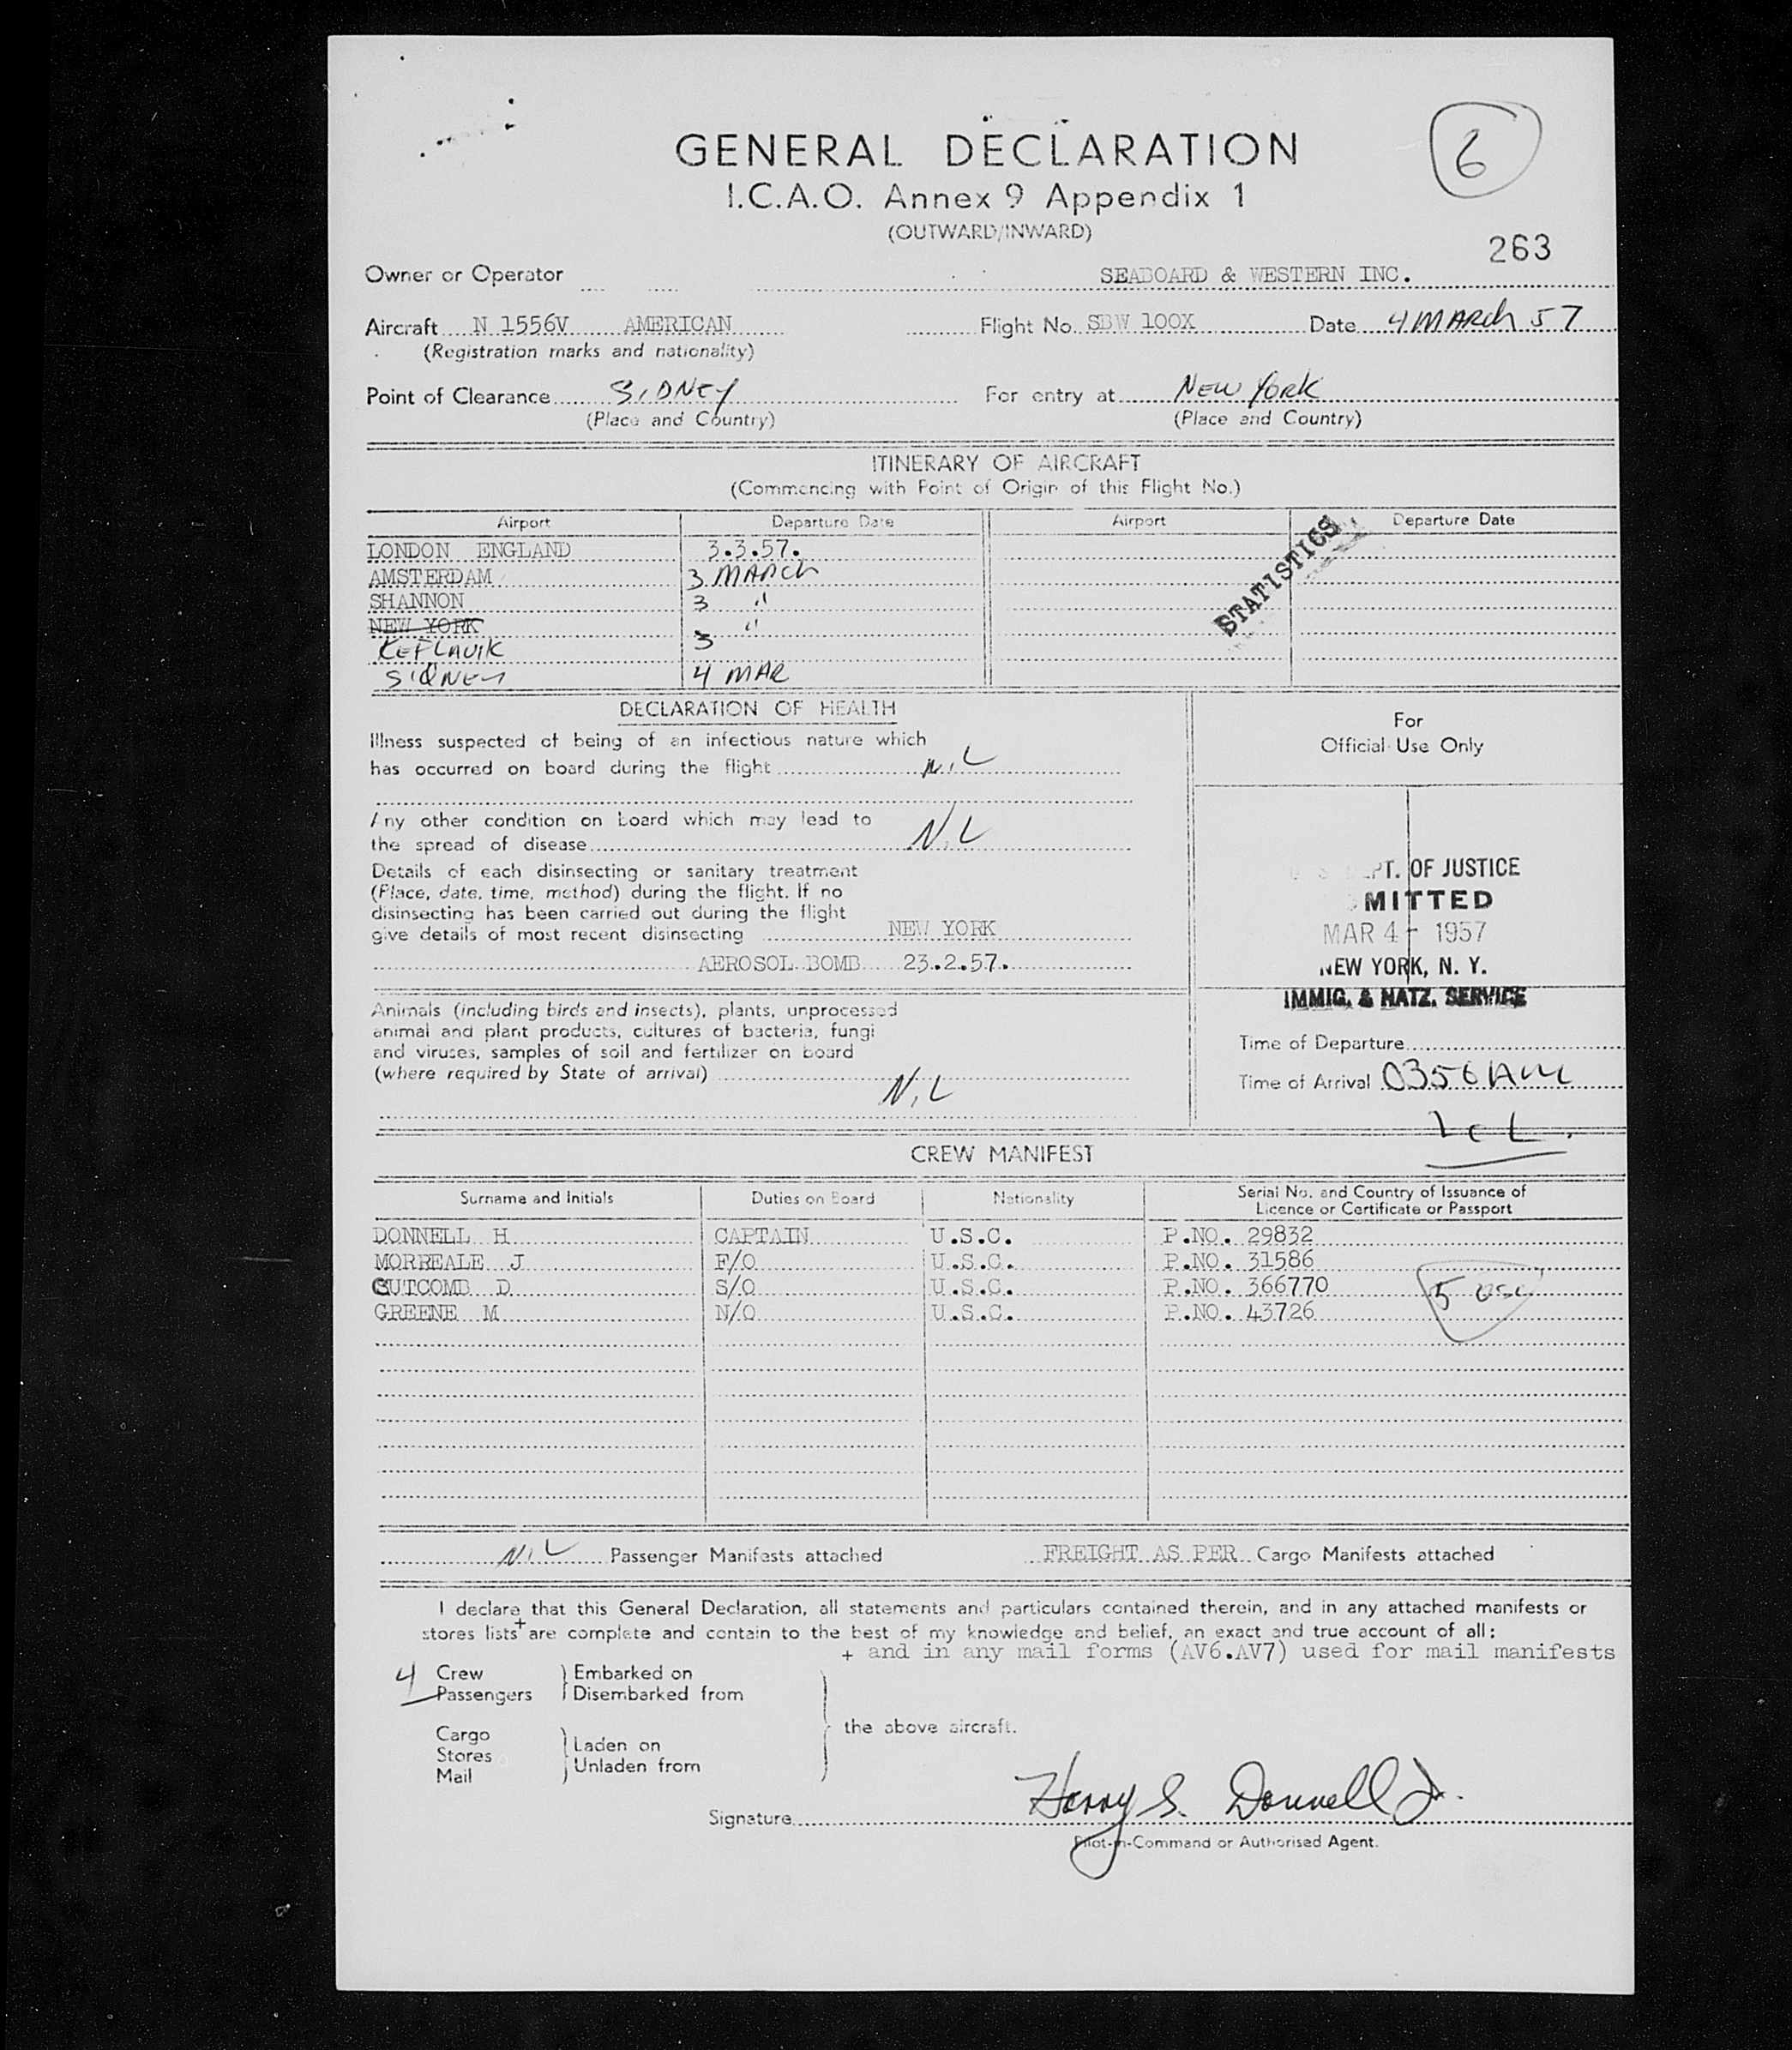 6
GENERAL DECLARATION
I.C.A.O. Annex 9 Appendix 1
(OUTWARD/INWARD)
263
Owner or Operator SEABOARD & WESTERN INC.
Aircraft N 1556V AMERICAN Flight No. SBW 100X Date 4 MARCH 57
(Registration marks and nationality)
Point of Clearance SIDNEY For entry at NEW YORK
(Place and Country) (Place and Country)
ITINERARY OF AIRCRAFT
(Commencing with Point of Origin of this Flight No.)
Airport Departure Date Airport Departure Date
LONDON ENGLAND 3.3.57.
AMSTERDAM 3 MARCH
SHANNON 3 "
NEW YORK "
KEFLAVIK 3
SIDNEY 4 MAR
STATISTICS
DECLARATION OF HEALTH
Illness suspected of being of an infectious nature which
has occurred on board during the flight NIL
Any other condition on board which may lead to
the spread of disease NIL
Details of each disinsecting or sanitary treatment
(Place, date, time, method) during the flight. If no
disinsecting has been carried out during the flight
give details of most recent disinsecting NEW YORK
AEROSOL BOMB 23.2.57.
Animals (including birds and insects), plants, unprocessed
animal and plant products, cultures of bacteria, fungi
and viruses, samples of soil and fertilizer on board
(where required by State of arrival) NIL
For
Official Use Only
PT. OF JUSTICE
MITTED
MAR 4 - 1957
NEW YORK, N. Y.
IMMIG. & NATZ. SERVICE
Time of Departure
Time of Arrival 0356 AM
CREW MANIFEST
Surname and Initials Duties on Board Nationality Serial No. and Country of Issuance of
Licence or Certificate or Passport
DONNELL H CAPTAIN U.S.C. P.NO. 29832
MORREALE J F/O U.S.C. P.NO. 31586
CUTCOMB D S/O U.S.C. P.NO. 366770
GREENE M N/O U.S.C. P.NO. 43726
5 USC
NIL Passenger Manifests attached FREIGHT AS PER Cargo Manifests attached
I declare that this General Declaration, all statements and particulars contained therein, and in any attached manifests or
stores lists + are complete and contain to the best of my knowledge and belief, an exact and true account of all:
+ and in any mail forms (AV6.AV7) used for mail manifests
4 Crew Embarked on
Passengers Disembarked from
the above aircraft.
Cargo
Stores Laden on
Mail Unladen from
Signature Harry S. Donnell Jr.
Pilot-in-Command or Authorised Agent.